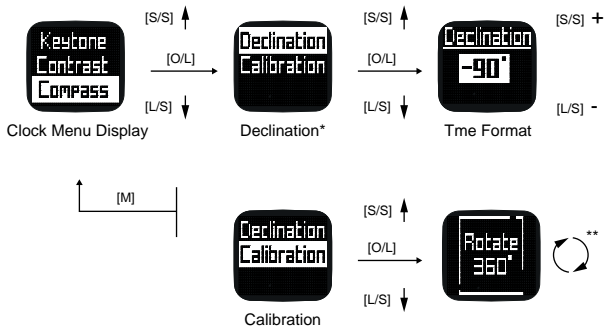 [S/S]
Keytone
Contrast
Compass
[O/L]
[L/S]
Clock Menu Display
Declination
Calibration
[S/S]
[O/L]
[L/S]
Declination*
Declination
-90°
[S/S] +
[L/S] -
Tme Format
[M]
Declination
Calibration
[S/S]
[O/L]
[L/S]
Calibration
Rotate
360°
**